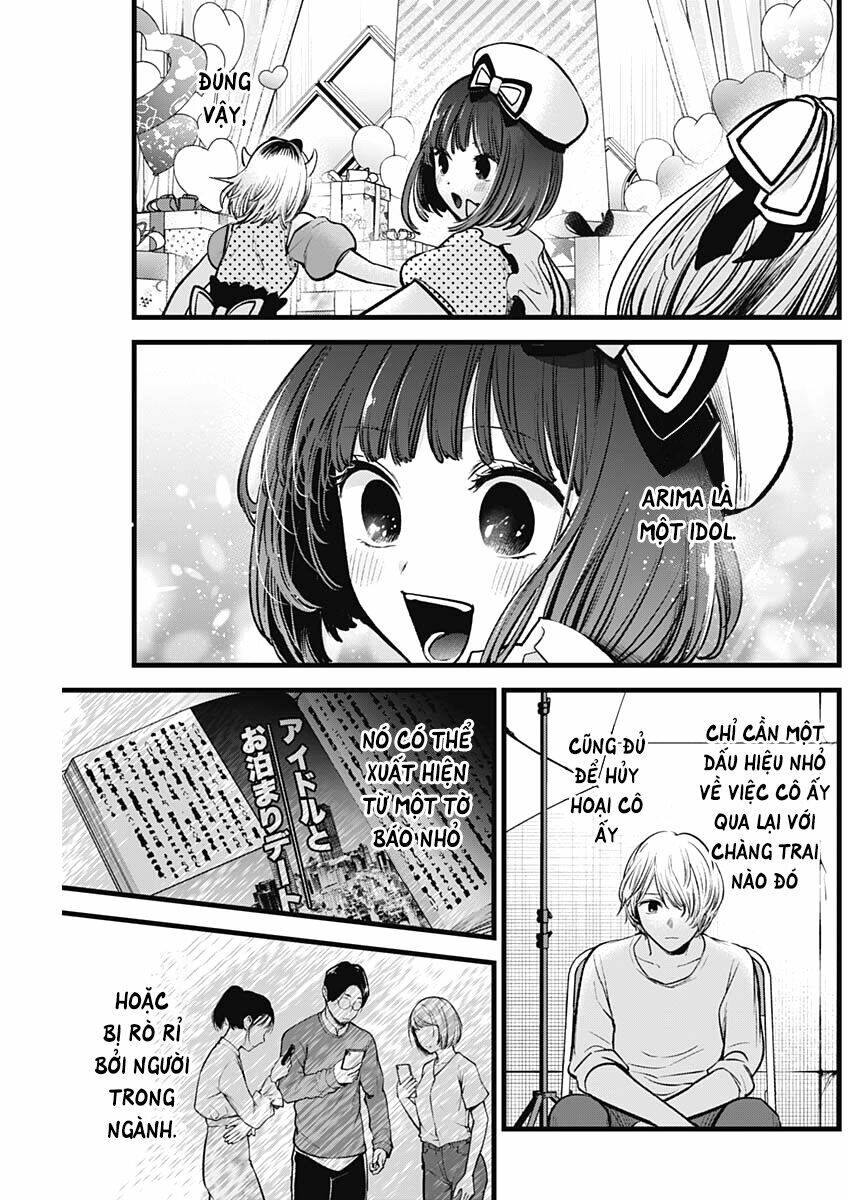 ĐÚNG
VẬY,
ARIMA LÀ
MỘT IDOL.
CHỈ CẦN MỘT
DẤU HIỆU NHỎ
VỀ VIỆC CÔ ẤY
QUA LẠI VỚI
CHÀNG TRAI
NÀO ĐÓ
CŨNG ĐỦ
ĐỂ HỦY
HOẠI CÔ
ẤY
NÓ CÓ THỂ
XUẤT HIỆN
TỪ MỘT TỜ
BÁO NHỎ
アイドルと
お泊まりデート
HOẶC
BỊ RÒ RỈ
BỞI NGƯỜI
TRONG
NGÀNH.